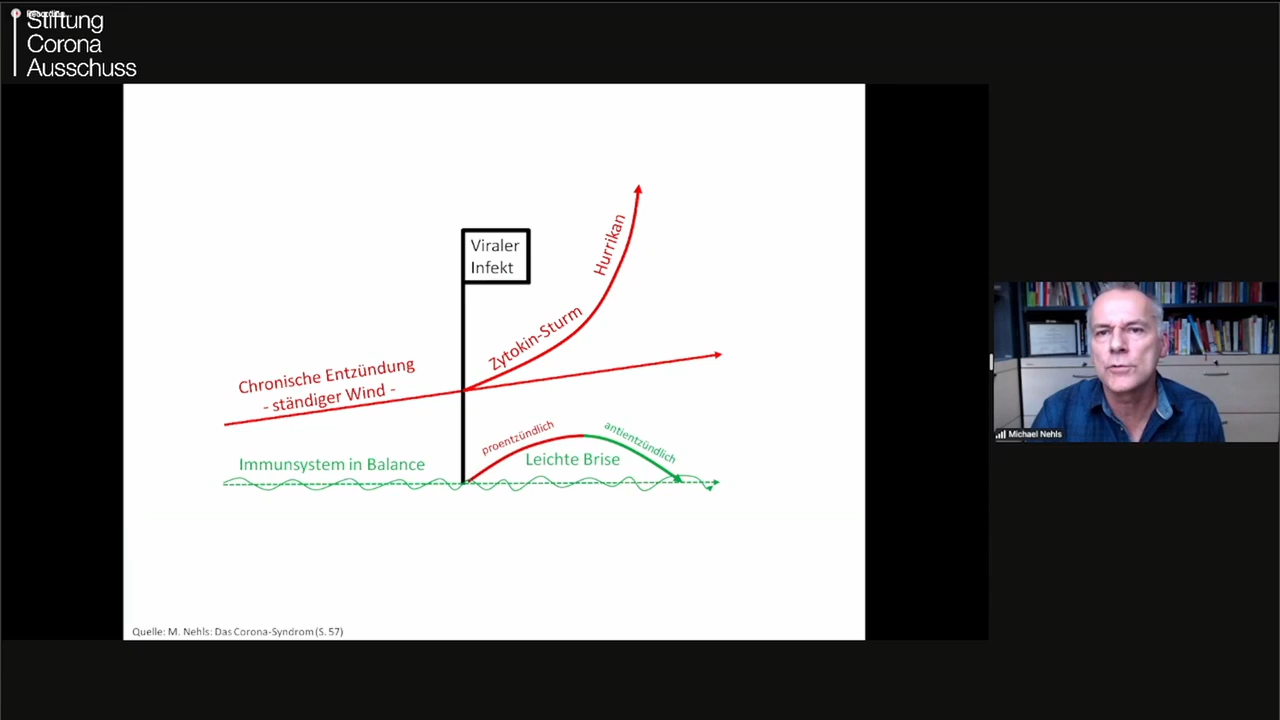 Stiftung
Corona
Ausschuss
Viraler
Infekt
Hurrikan
Zytokin-Sturm
Chronische Entzündung
- ständiger Wind -
proentzündlich
antientzündlich
Immunsystem in Balance
Leichte Brise
Michael Nehls
Quelle: M. Nehls: Das Corona-Syndrom (S. 57)